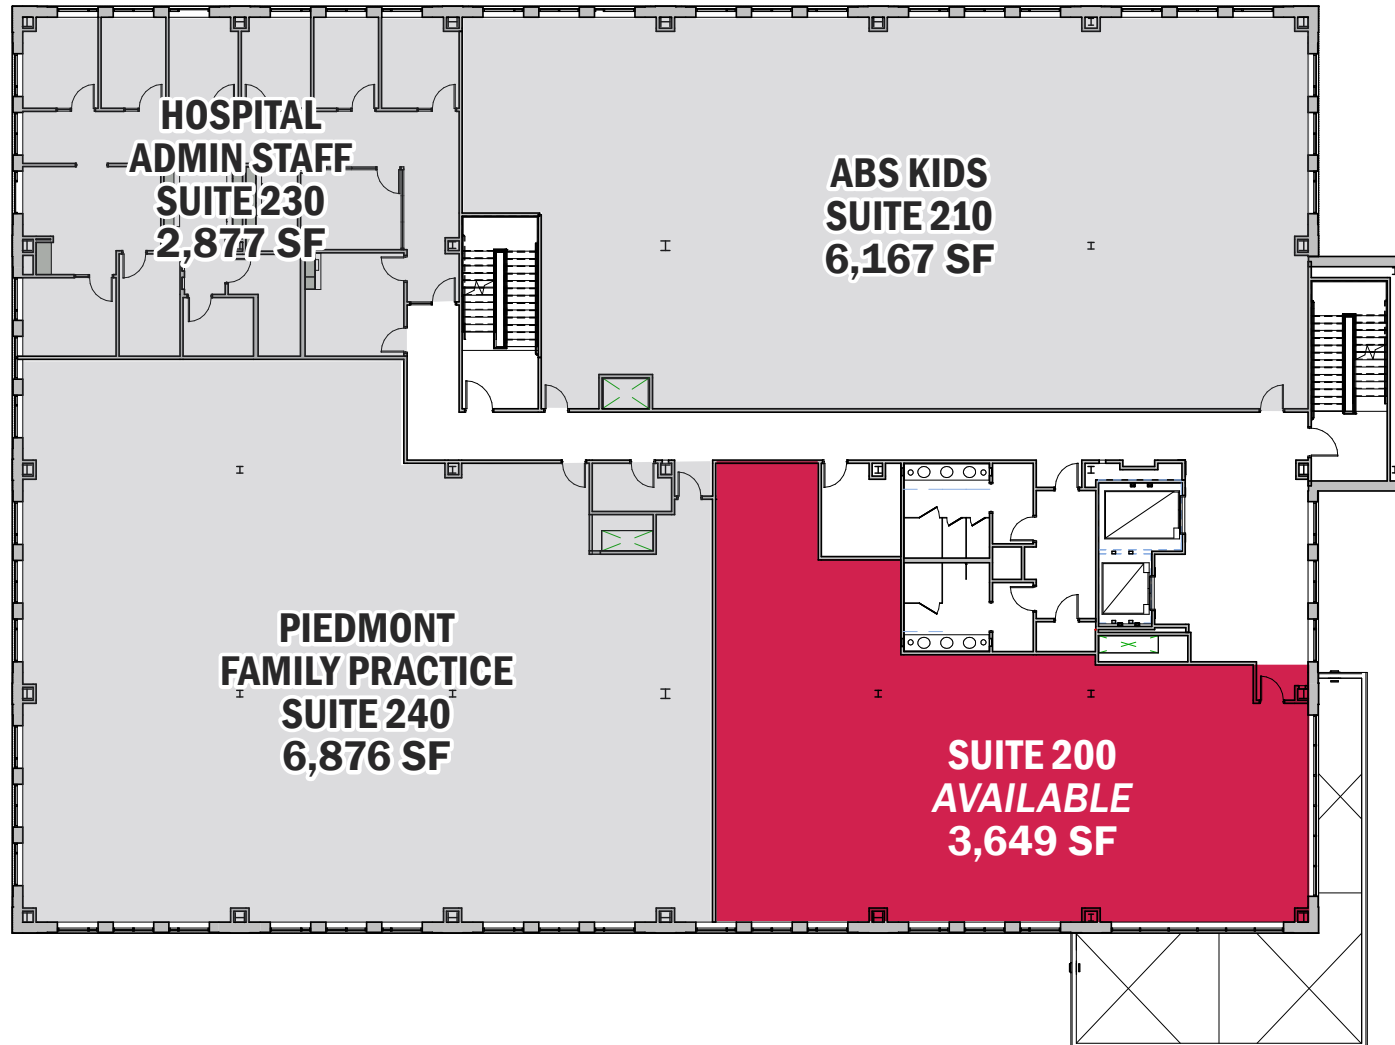 HOSPITAL
ADMIN STAFF
SUITE 230
2,877 SF
ABS KIDS
SUITE 210
6,167 SF
PIEDMONT
FAMILY PRACTICE
SUITE 240
6,876 SF
SUITE 200
AVAILABLE
3,649 SF